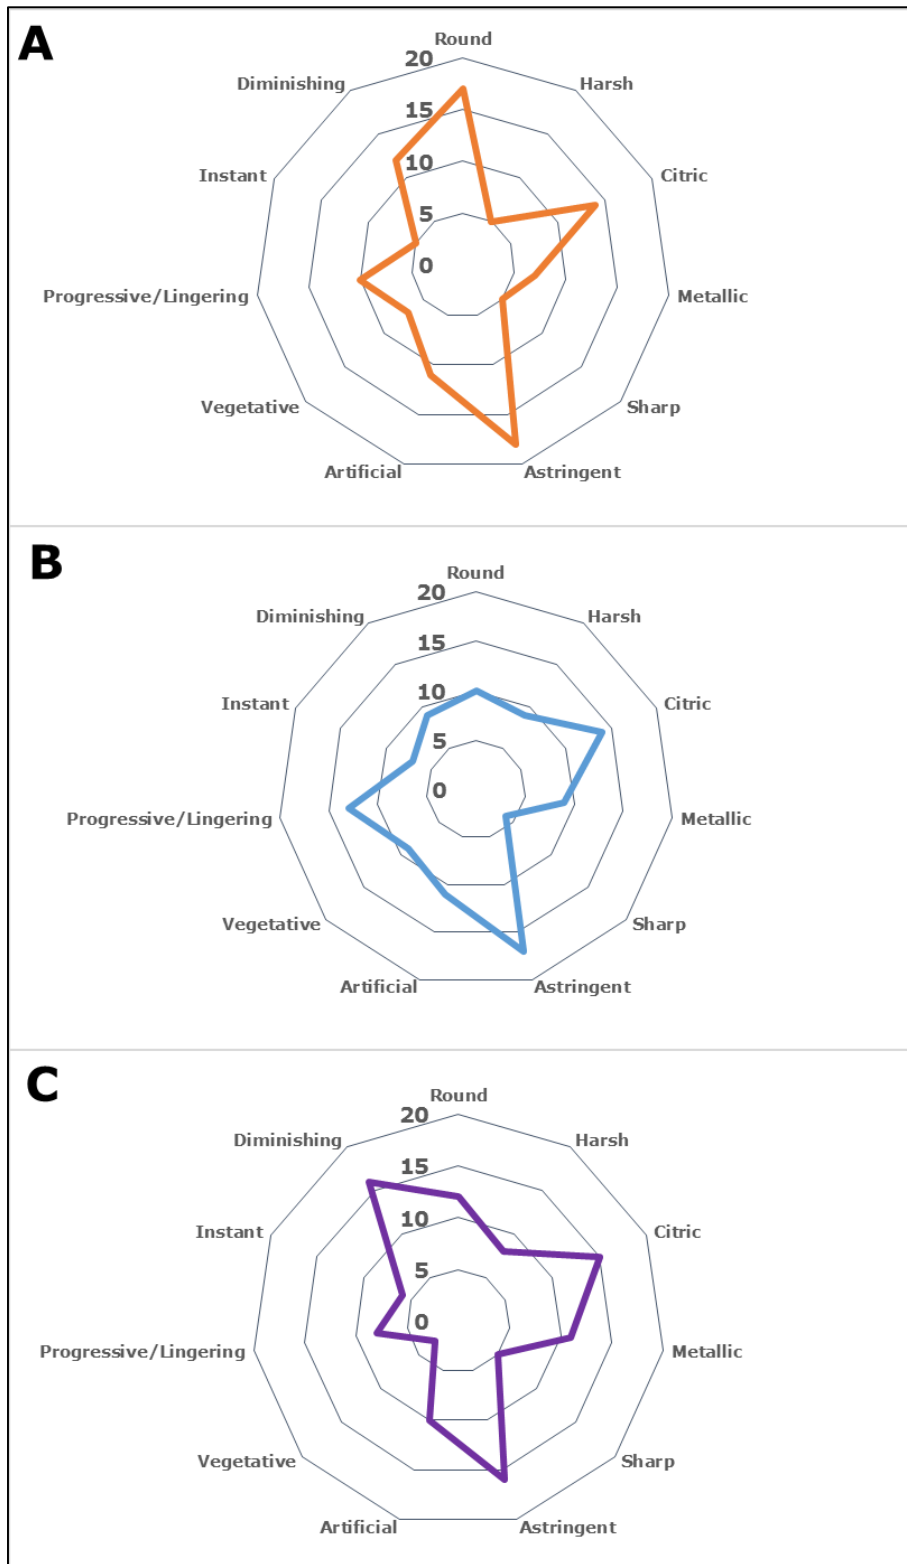 A
Round
20
Diminishing
Harsh
15
10
Instant
Citric
5
0
Progressive/Lingering
Metallic
Vegetative
Sharp
Artificial
Astringent
B
Round
20
Diminishing
Harsh
15
10
Instant
Citric
5
0
Progressive/Lingering
Metallic
Vegetative
Sharp
Artificial
Astringent
C
Round
20
Diminishing
Harsh
15
10
Instant
Citric
5
0
Progressive/Lingering
Metallic
Vegetative
Sharp
Artificial
Astringent